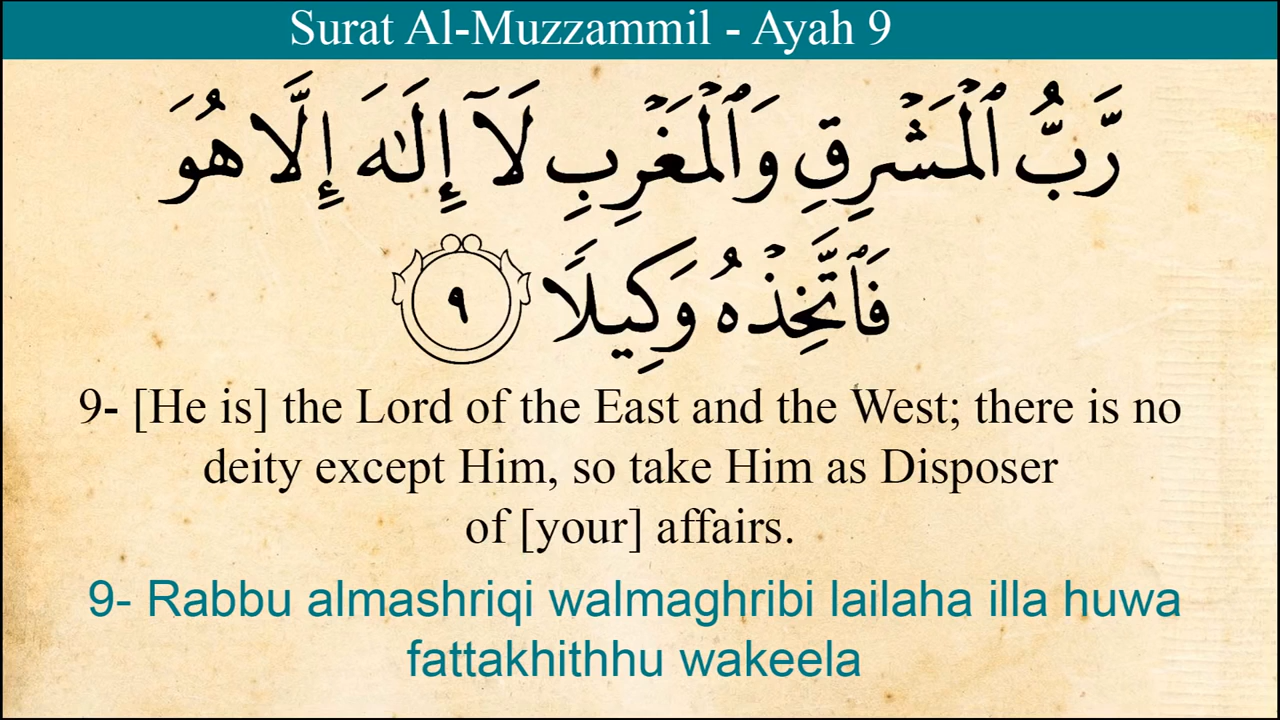 Surat Al-Muzzammil - Ayah 9
رَّبُّ ٱلْمَشْرِقِ وَٱلْمَغْرِبِ لَآ إِلَٰهَ إِلَّا هُوَ
فَٱتَّخِذْهُ وَكِيلًا ٩
9- [He is] the Lord of the East and the West; there is no
deity except Him, so take Him as Disposer
of [your] affairs.
9- Rabbu almashriqi walmaghribi lailaha illa huwa
fattakhithhu wakeela